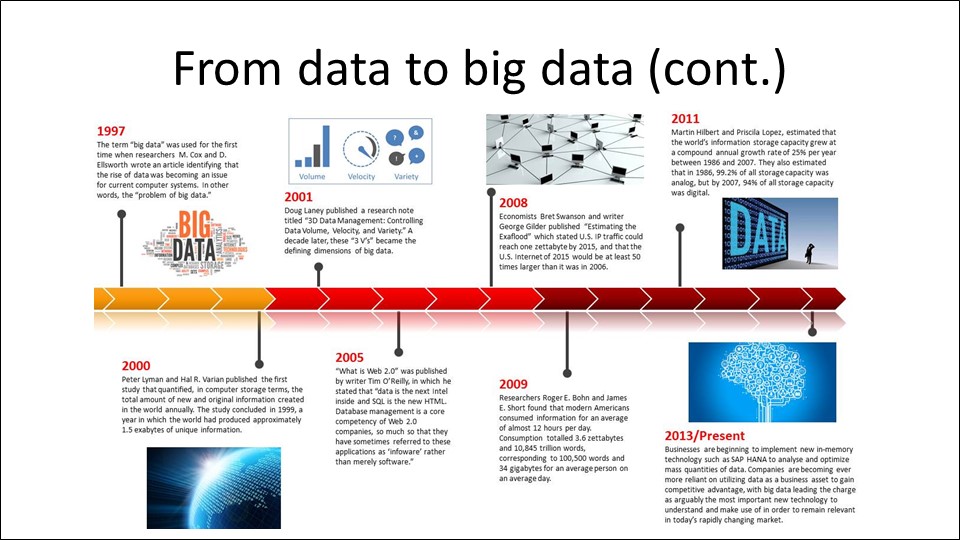 From data to big data (cont.)
1997
The term “big data” was used for the first
time when researchers M. Cox and D.
Ellsworth wrote an article identifying that
the rise of data was becoming an issue
for current computer systems. In other
words, the “problem of big data.”
BIG
DATA
Volume
Velocity
Variety
2001
Doug Laney published a research note
titled “3D Data Management: Controlling
Data Volume, Velocity, and Variety.” A
decade later, these “3 V’s” became the
defining dimensions of big data.
2008
Economists Bret Swanson and writer
George Gilder published “Estimating the
Exaflood” which stated U.S. IP traffic could
reach one zettabyte by 2015, and that the
U.S. Internet of 2015 would be at least 50
times larger than it was in 2006.
2011
Martin Hilbert and Priscila Lopez, estimated that
the world’s information storage capacity grew at
a compound annual growth rate of 25% per year
between 1986 and 2007. They also estimated
that in 1986, 99.2% of all storage capacity was
analog, but by 2007, 94% of all storage capacity
was digital.
DATA
2000
Peter Lyman and Hal R. Varian published the first
study that quantified, in computer storage terms, the
total amount of new and original information created
in the world annually. The study concluded in 1999, a
year in which the world had produced approximately
1.5 exabytes of unique information.
2005
“What is Web 2.0” was published
by writer Tim O’Reilly, in which he
stated that “data is the next Intel
inside and SQL is the new HTML.
Database management is a core
competency of Web 2.0
companies, so much so that they
have sometimes referred to these
applications as ‘infoware’ rather
than merely software.”
2009
Researchers Roger E. Bohn and James
E. Short found that modern Americans
consumed information for an average
of almost 12 hours per day.
Consumption totalled 3.6 zettabytes
and 10,845 trillion words,
corresponding to 100,500 words and
34 gigabytes for an average person on
an average day.
2013/Present
Businesses are beginning to implement new in-memory
technology such as SAP HANA to analyse and optimize
mass quantities of data. Companies are becoming ever
more reliant on utilizing data as a business asset to gain
competitive advantage, with big data leading the charge
as arguably the most important new technology to
understand and make use of in order to remain relevant
in today’s rapidly changing market.